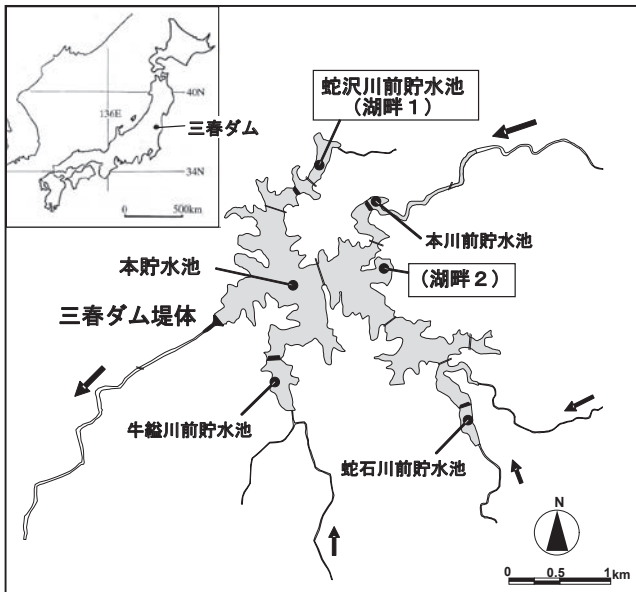 40N
136E
三春ダム
34N
0 500km
蛇沢川前貯水池
（湖畔１）
本川前貯水池
本貯水池
（湖畔２）
三春ダム堤体
牛縊川前貯水池
蛇石川前貯水池
N
0 0.5 1km